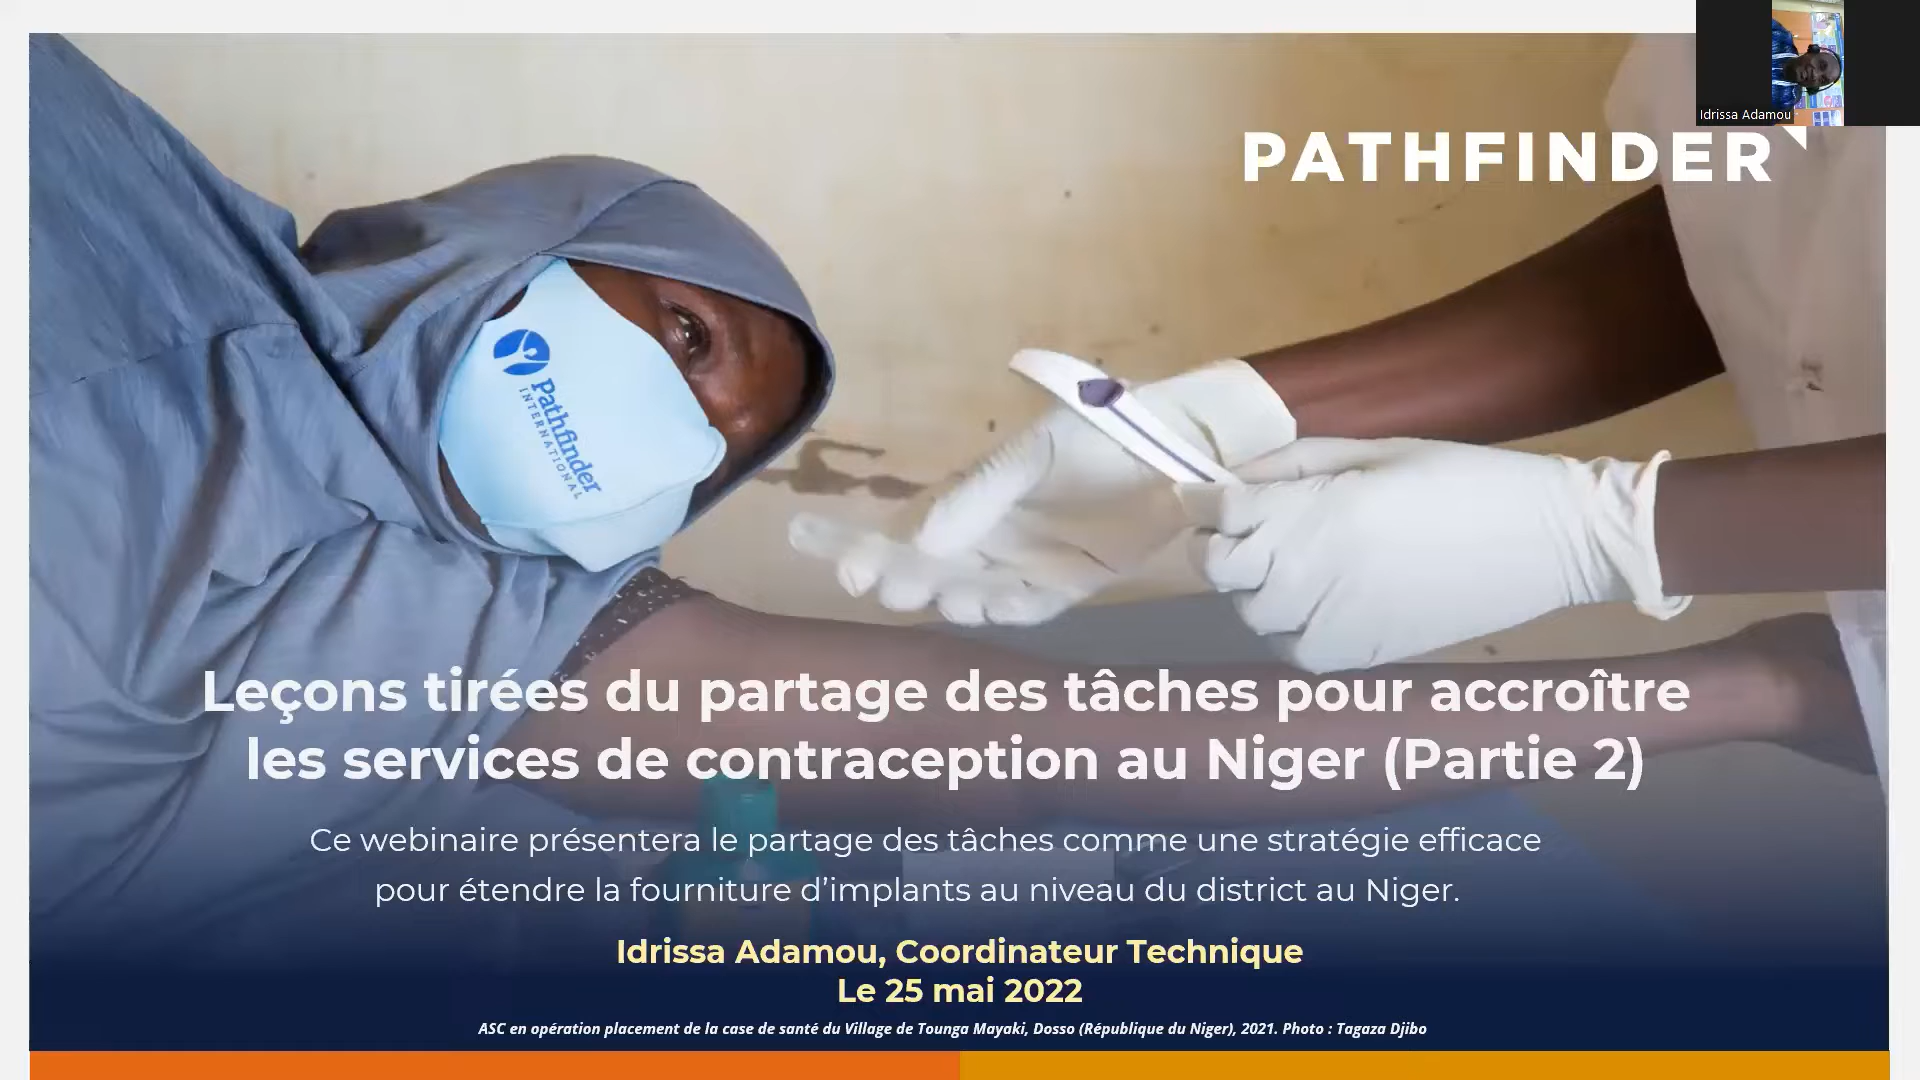 Idrissa Adamou
PATHFINDER
Pathfinder
INTERNATIONAL
Leçons tirées du partage des tâches pour accroître
les services de contraception au Niger (Partie 2)
Ce webinaire présentera le partage des tâches comme une stratégie efficace
pour étendre la fourniture d’implants au niveau du district au Niger.
Idrissa Adamou, Coordinateur Technique
Le 25 mai 2022
ASC en opération placement de la case de santé du Village de Tounga Mayaki, Dosso (République du Niger), 2021. Photo : Tagaza Djibo